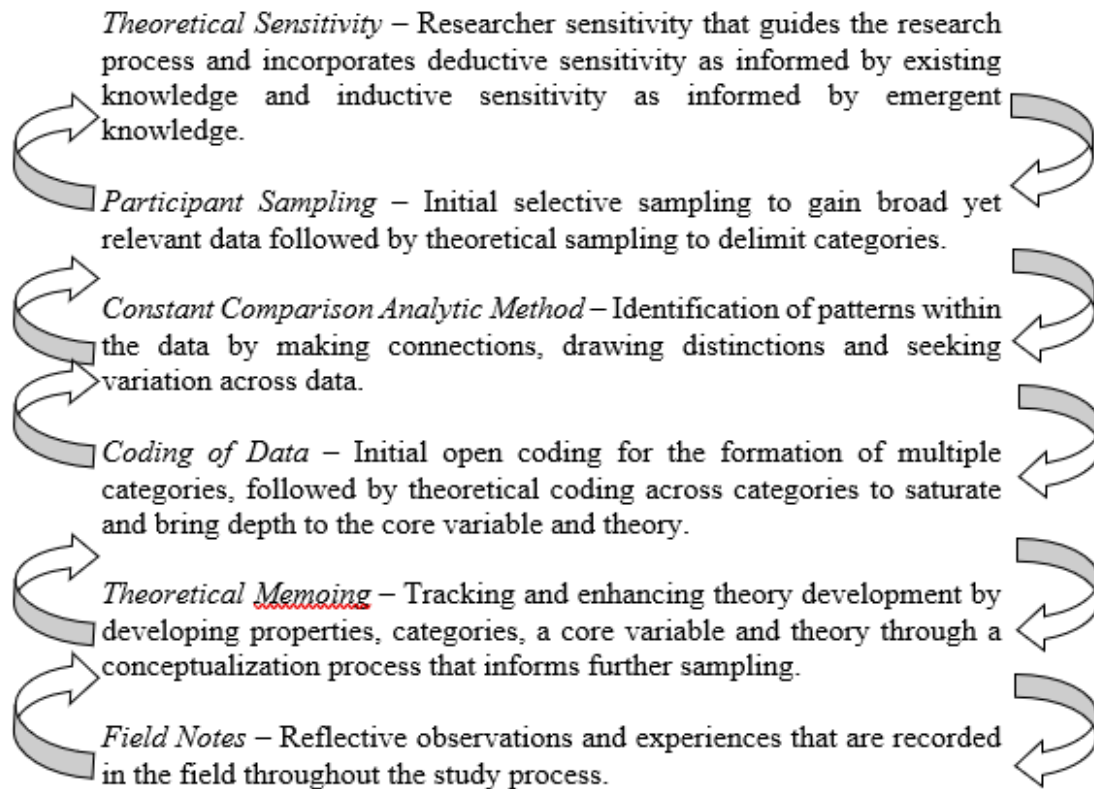 Theoretical Sensitivity – Researcher sensitivity that guides the research
process and incorporates deductive sensitivity as informed by existing
knowledge and inductive sensitivity as informed by emergent
knowledge.
Participant Sampling – Initial selective sampling to gain broad yet
relevant data followed by theoretical sampling to delimit categories.
Constant Comparison Analytic Method – Identification of patterns within
the data by making connections, drawing distinctions and seeking
variation across data.
Coding of Data – Initial open coding for the formation of multiple
categories, followed by theoretical coding across categories to saturate
and bring depth to the core variable and theory.
Theoretical Memoing – Tracking and enhancing theory development by
developing properties, categories, a core variable and theory through a
conceptualization process that informs further sampling.
Field Notes – Reflective observations and experiences that are recorded
in the field throughout the study process.